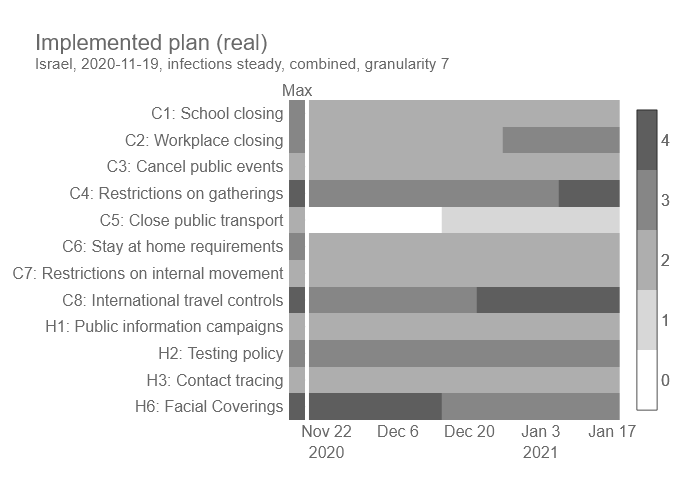 Implemented plan (real)
Israel, 2020-11-19, infections steady, combined, granularity 7
Max
C1: School closing
C2: Workplace closing
C3: Cancel public events
C4: Restrictions on gatherings
C5: Close public transport
C6: Stay at home requirements
C7: Restrictions on internal movement
C8: International travel controls
H1: Public information campaigns
H2: Testing policy
H3: Contact tracing
H6: Facial Coverings
4
3
2
1
0
Nov 22 Dec 6 Dec 20 Jan 3 Jan 17
2020 2021